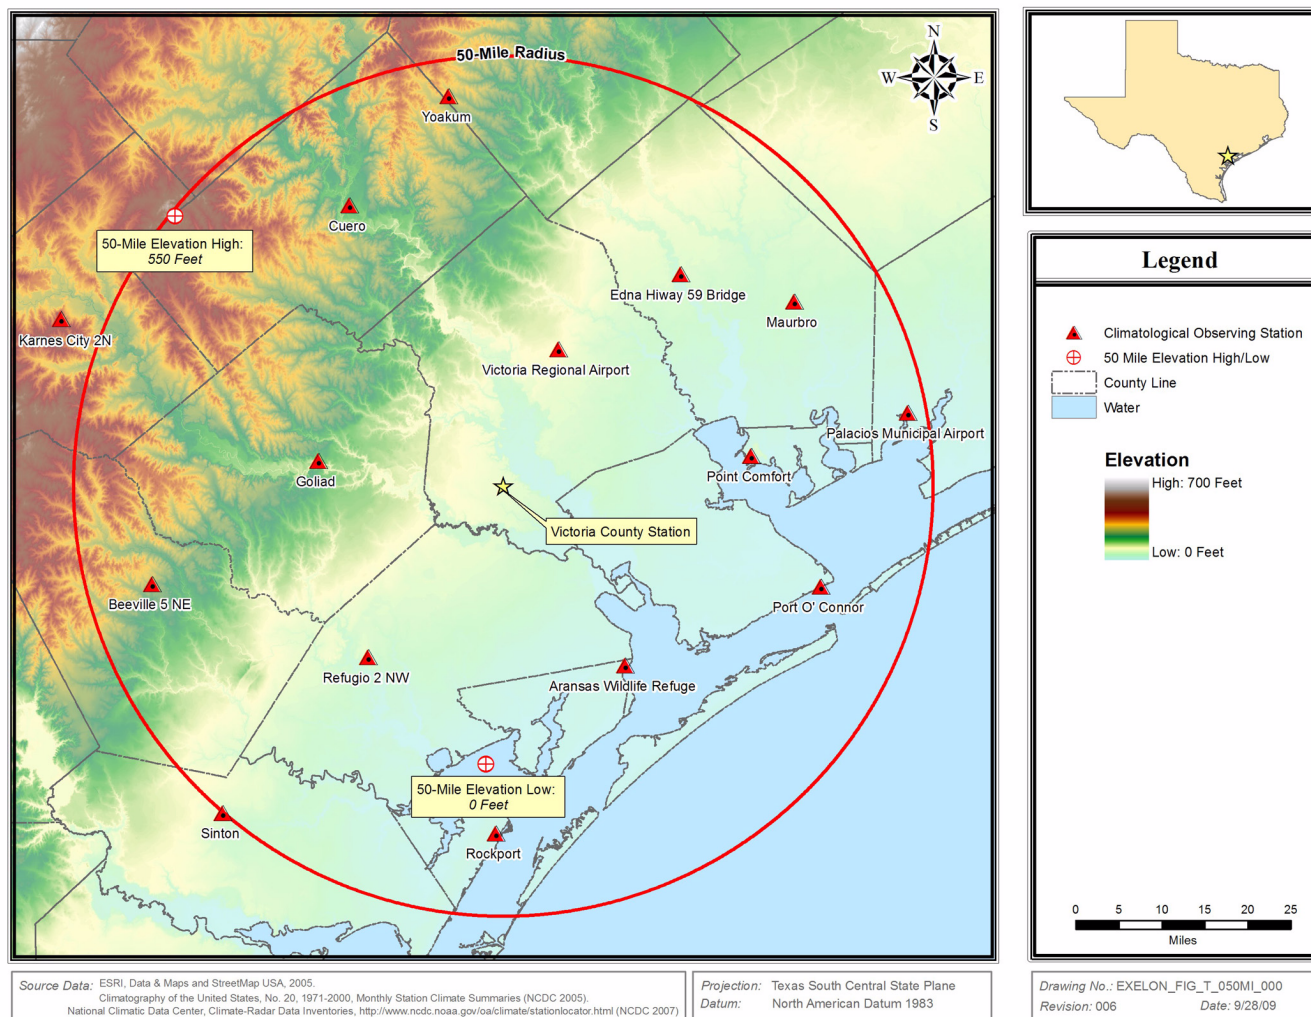 50-Mile Radius
N
W
E
S
Yoakum
Cuero
50-Mile Elevation High:
550 Feet
Edna Hiway 59 Bridge
Maurbro
Karnes City 2N
Victoria Regional Airport
Palacios Municipal Airport
Goliad
Point Comfort
Victoria County Station
Beeville 5 NE
Port O' Connor
Refugio 2 NW
Aransas Wildlife Refuge
50-Mile Elevation Low:
0 Feet
Sinton
Rockport
Legend
Climatological Observing Station
50 Mile Elevation High/Low
County Line
Water
Elevation
High: 700 Feet
Low: 0 Feet
0 5 10 15 20 25
Miles
Source Data: ESRI, Data & Maps and StreetMap USA, 2005.
Climatography of the United States, No. 20, 1971-2000, Monthly Station Climate Summaries (NCDC 2005).
National Climatic Data Center, Climate-Radar Data Inventories, http://www.ncdc.noaa.gov/oa/climate/stationlocator.html (NCDC 2007)
Projection: Texas South Central State Plane
Datum: North American Datum 1983
Drawing No.: EXELON_FIG_T_050MI_000
Revision: 006 Date: 9/28/09